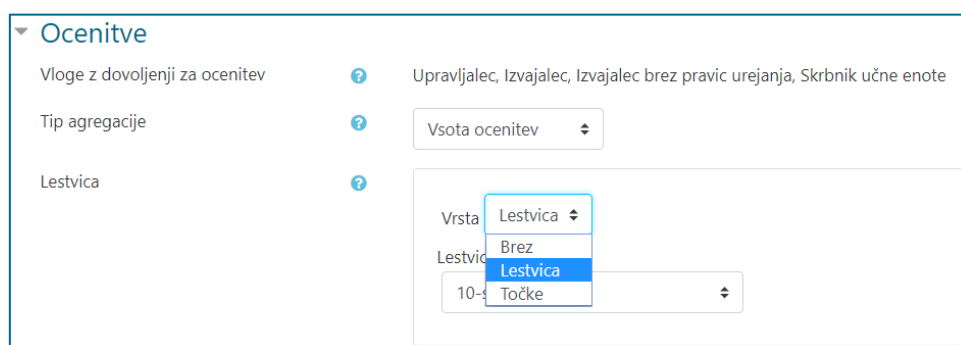 Ocenitve
Vloge z dovoljenji za ocenitev Upravljalec, Izvajalec, Izvajalec brez pravic urejanja, Skrbnik učne enote
Tip agregacije Vsota ocenitev
Lestvica
Vrsta Lestvica
Brez
Lestvica
Točke